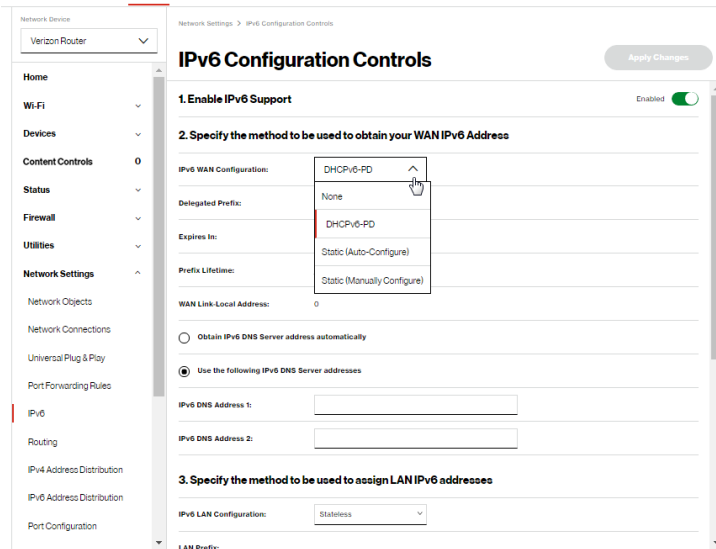 Network Device
Verizon Router
Home
Wi-Fi
Devices
Content Controls 0
Status
Firewall
Utilities
Network Settings
Network Objects
Network Connections
Universal Plug & Play
Port Forwarding Rules
IPv6
Routing
IPv4 Address Distribution
IPv6 Address Distribution
Port Configuration
Network Settings > IPv6 Configuration Controls
IPv6 Configuration Controls
Apply Changes
1. Enable IPv6 Support
Enabled
2. Specify the method to be used to obtain your WAN IPv6 Address
IPv6 WAN Configuration: DHCPv6-PD
None
DHCPv6-PD
Static (Auto-Configure)
Static (Manually Configure)
Delegated Prefix:
Expires In:
Prefix Lifetime:
WAN Link-Local Address: 0
Obtain IPv6 DNS Server address automatically
Use the following IPv6 DNS Server addresses
IPv6 DNS Address 1:
IPv6 DNS Address 2:
3. Specify the method to be used to assign LAN IPv6 addresses
IPv6 LAN Configuration: Stateless
LAN Prefix: